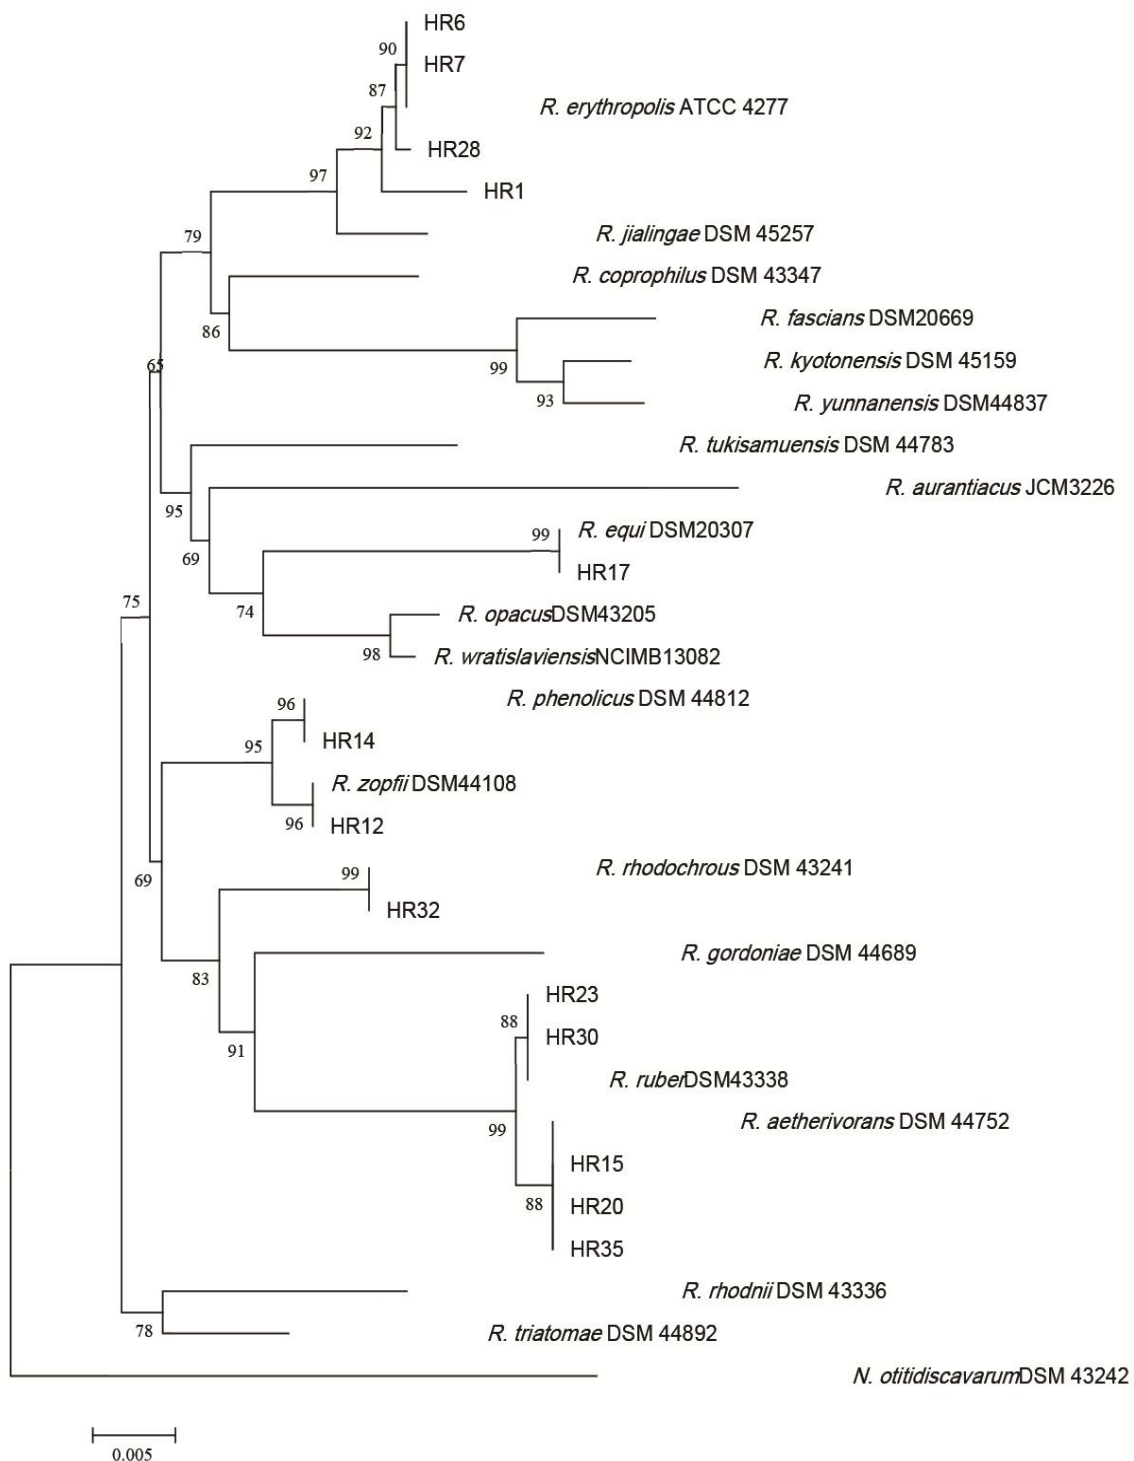 HR6
90
HR7
87
R. erythropolis ATCC 4277
92
HR28
97
HR1
R. jialingae DSM 45257
79
R. coprophilus DSM 43347
R. fascians DSM20669
86
R. kyotonensis DSM 45159
65
99
93
R. yunnanensis DSM44837
R. tukisamuensis DSM 44783
R. aurantiacus JCM3226
95
R. equi DSM20307
99
69
HR17
75
74
R. opacusDSM43205
98
R. wratislaviensisNCIMB13082
R. phenolicus DSM 44812
96
HR14
95
R. zopfii DSM44108
96
HR12
R. rhodochrous DSM 43241
99
69
HR32
R. gordoniae DSM 44689
83
HR23
88
HR30
91
R. ruberDSM43338
R. aetherivorans DSM 44752
99
HR15
88
HR20
HR35
R. rhodnii DSM 43336
78
R. triatomae DSM 44892
N. otitidiscavarumDSM 43242
0.005